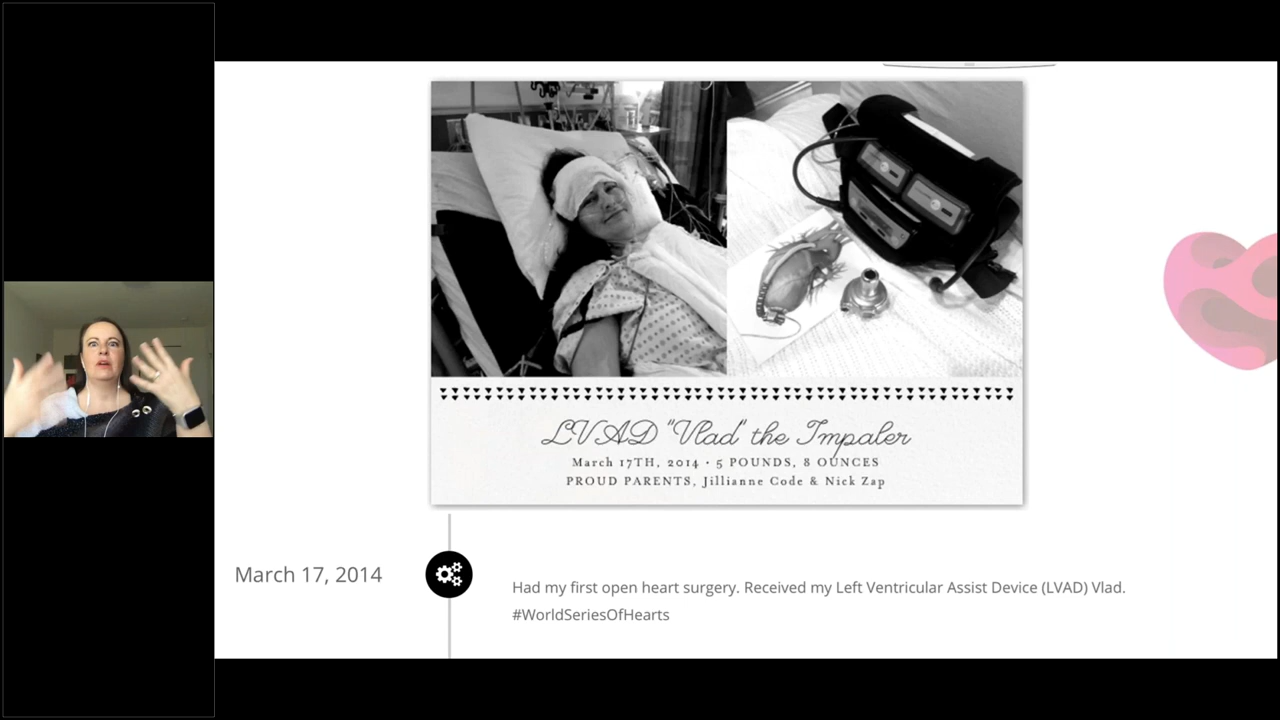 LVAD "Vlad" the Impaler
March 17TH, 2014 • 5 POUNDS, 8 OUNCES
PROUD PARENTS, Jillianne Code & Nick Zap
March 17, 2014
Had my first open heart surgery. Received my Left Ventricular Assist Device (LVAD) Vlad.
#WorldSeriesOfHearts